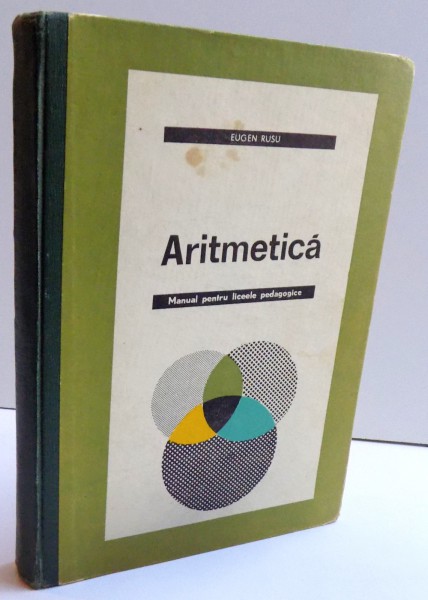 EUGEN RUSU
Aritmetică
Manual pentru liceele pedagogice